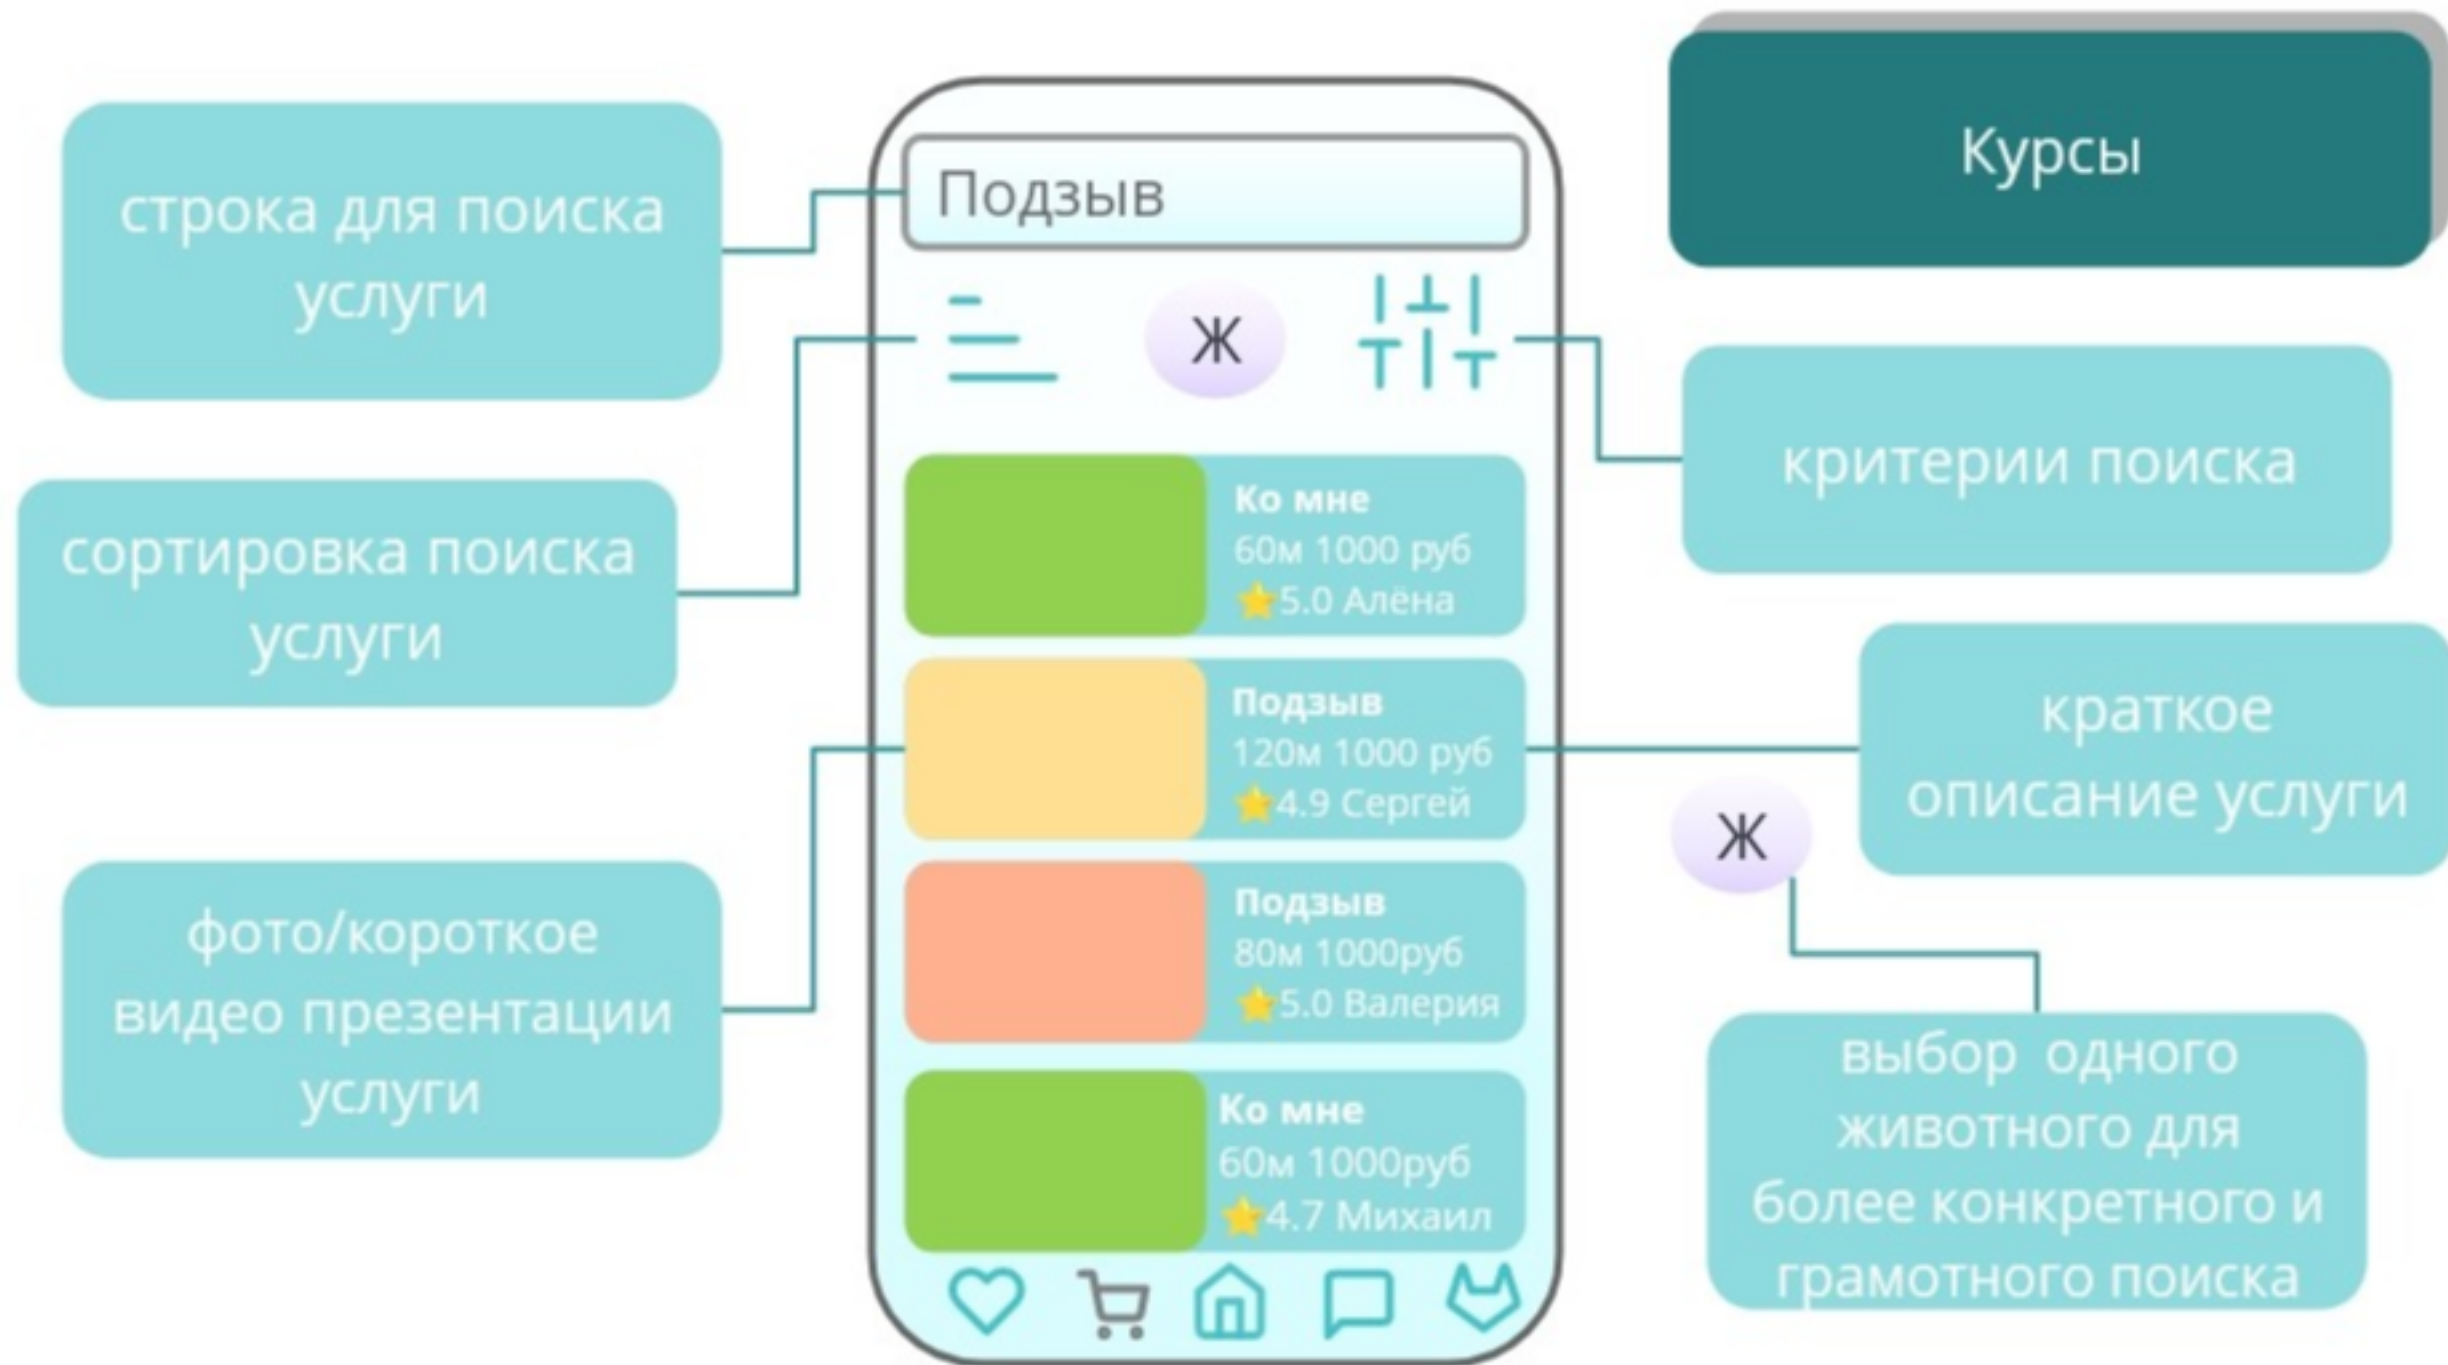 Курсы
строка для поиска
услуги
сортировка поиска
услуги
фото/короткое
видео презентации
услуги
Подзыв
Ж
Ко мне
60м 1000 руб
⭐5.0 Алёна
Подзыв
120м 1000 руб
⭐4.9 Сергей
Подзыв
80м 1000руб
⭐5.0 Валерия
Ко мне
60м 1000руб
⭐4.7 Михаил
критерии поиска
краткое
описание услуги
Ж
выбор  одного
животного для
более конкретного и
грамотного поиска